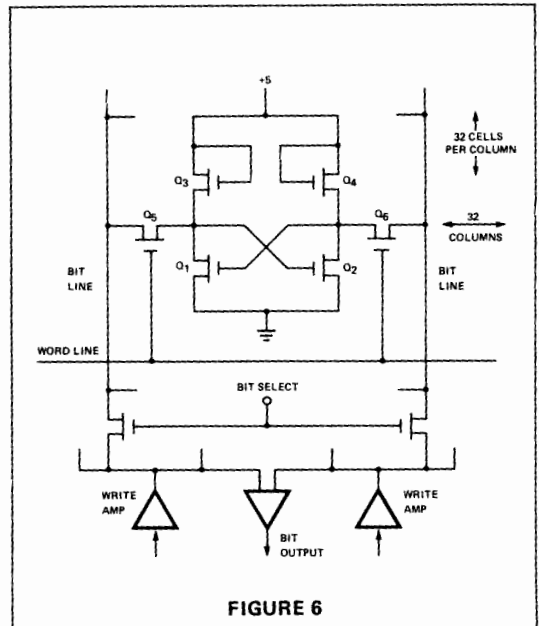 +5
32 CELLS
PER COLUMN
Q3
Q4
Q5
Q6
32
COLUMNS
Q1
Q2
BIT
LINE
BIT
LINE
WORD LINE
BIT SELECT
WRITE
AMP
WRITE
AMP
BIT
OUTPUT
FIGURE 6